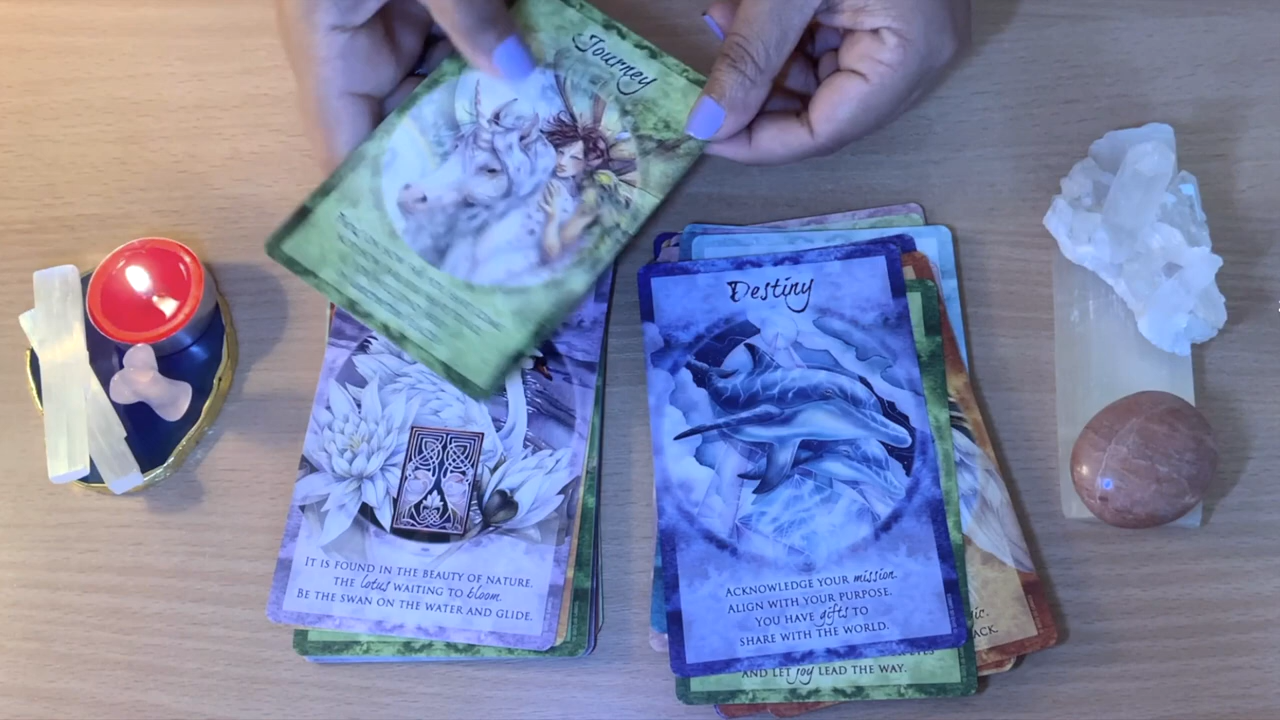 Journey
It is found in the beauty of nature.
The lotus waiting to bloom.
Be the swan on the water and glide.
Destiny
Acknowledge your mission.
Align with your purpose.
You have gifts to
share with the world.
and let joy lead the way.